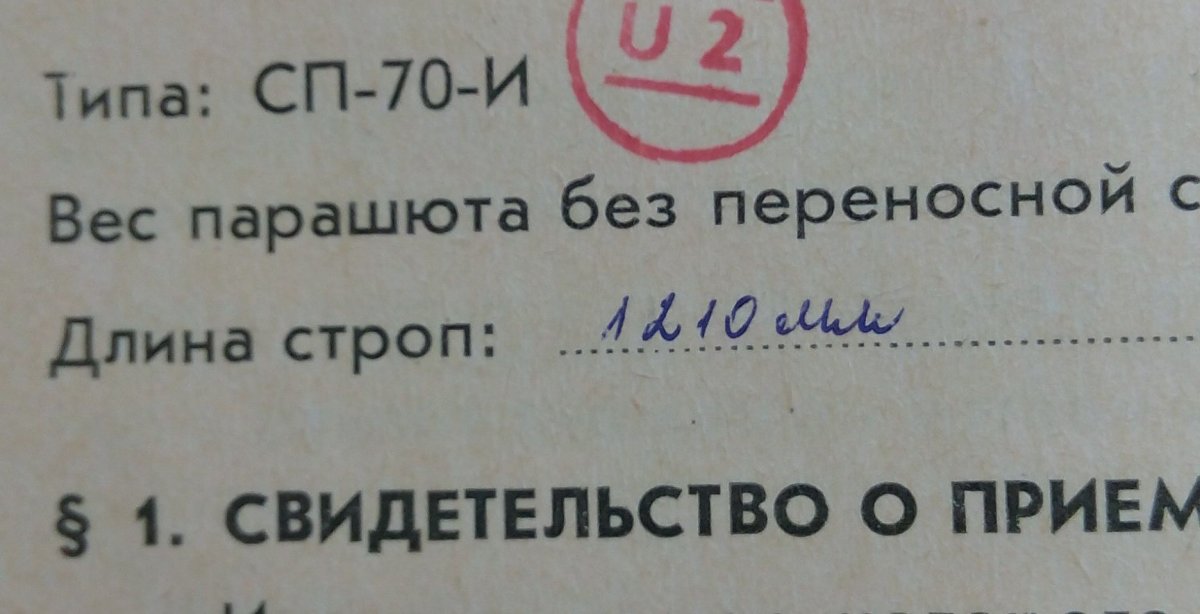 U 2
Типа: СП-70-И
Вес парашюта без переносной
Длина строп: 1210 мм
§ 1. СВИДЕТЕЛЬСТВО О ПРИЕМ